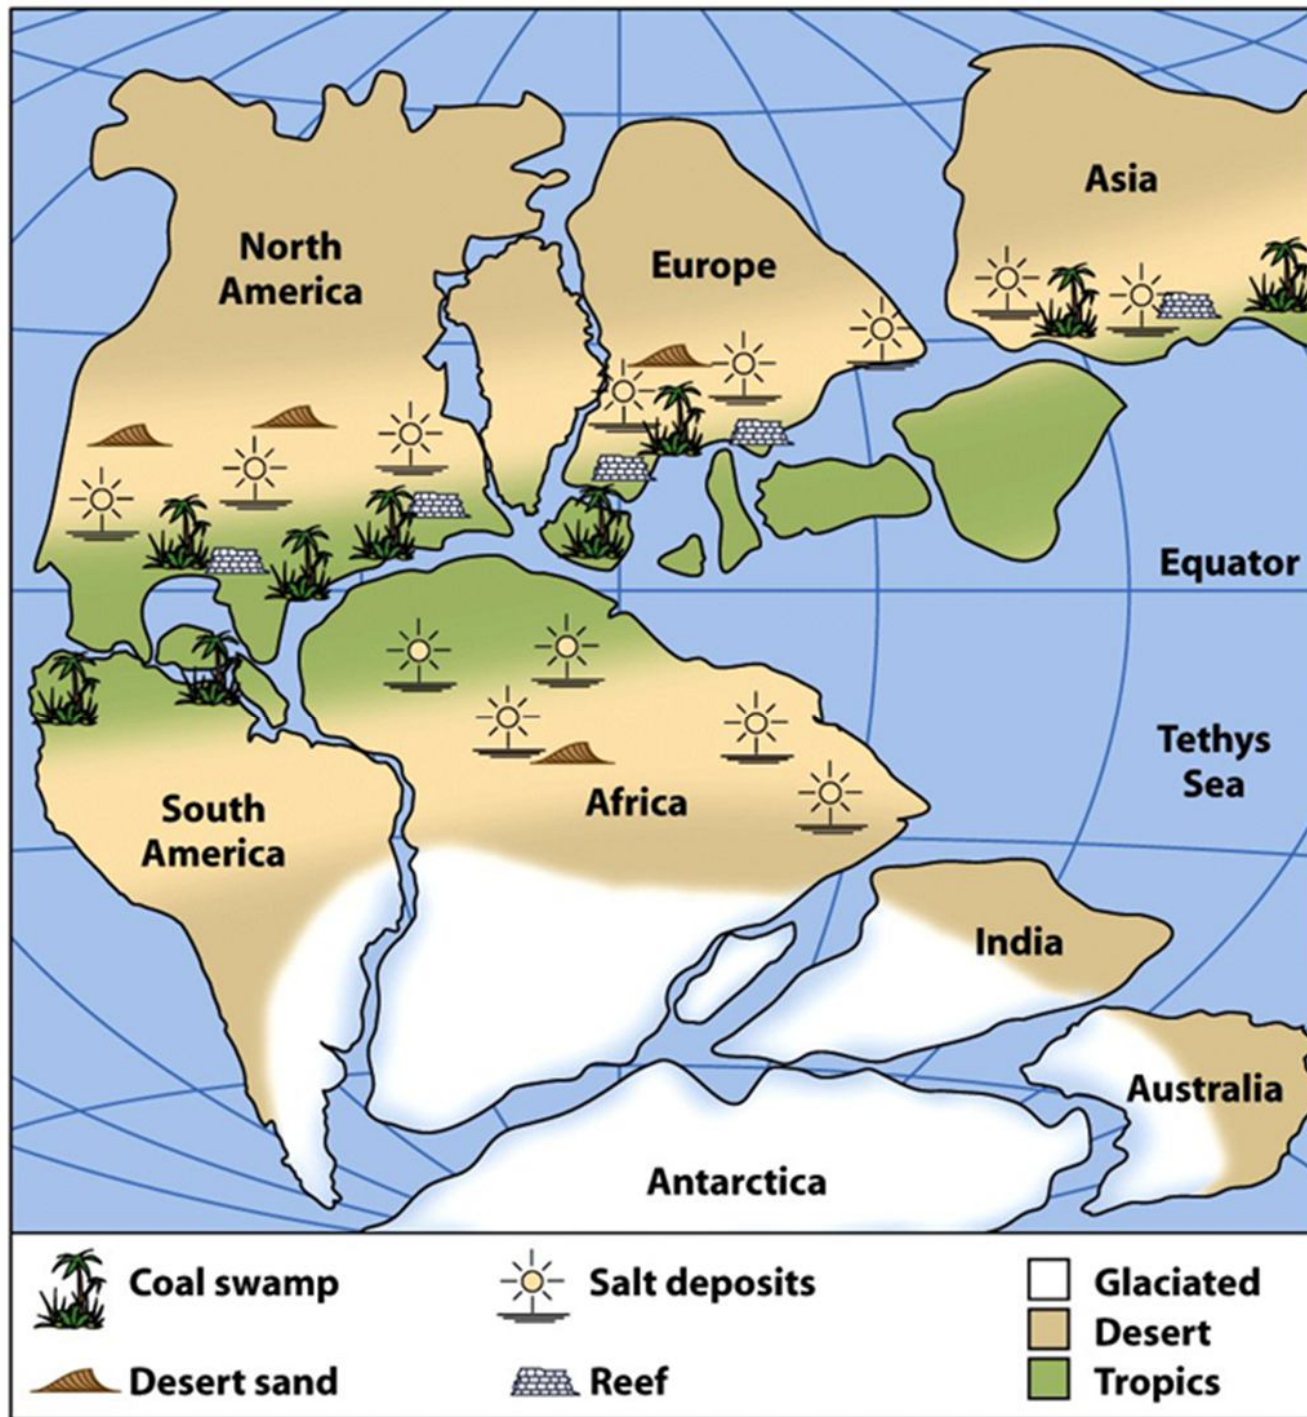 Asia
North
America
Europe
Equator
Tethys
Sea
South
America
Africa
India
Australia
Antarctica
Coal swamp
Salt deposits
Glaciated
Desert
Desert sand
Reef
Tropics